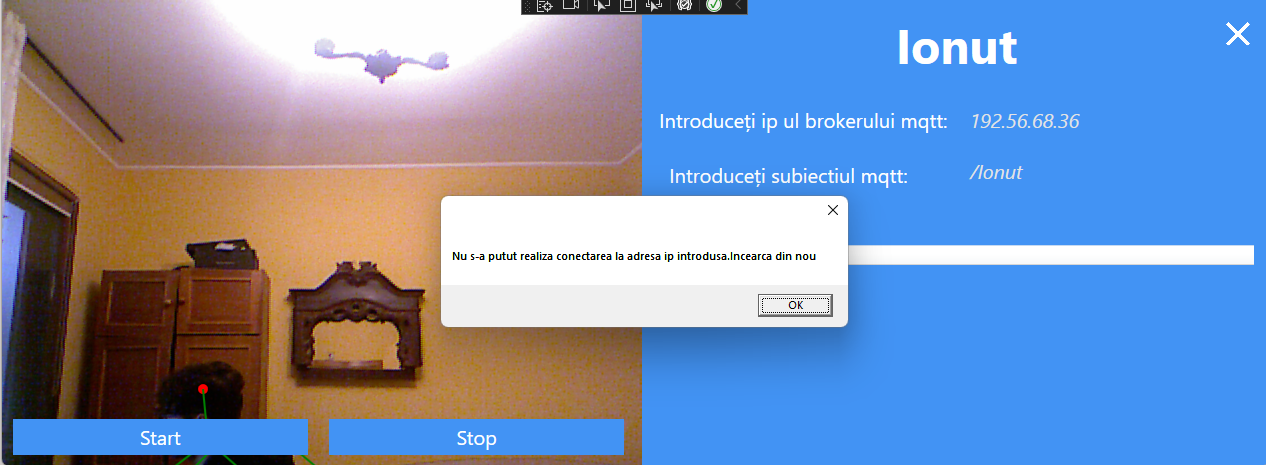 Ionut
Introduceți ip ul brokerului mqtt: 192.56.68.36
Introduceți subiectiul mqtt: /Ionut
Nu s-a putut realiza conectarea la adresa ip introdusa.Incearca din nou
OK
Start Stop